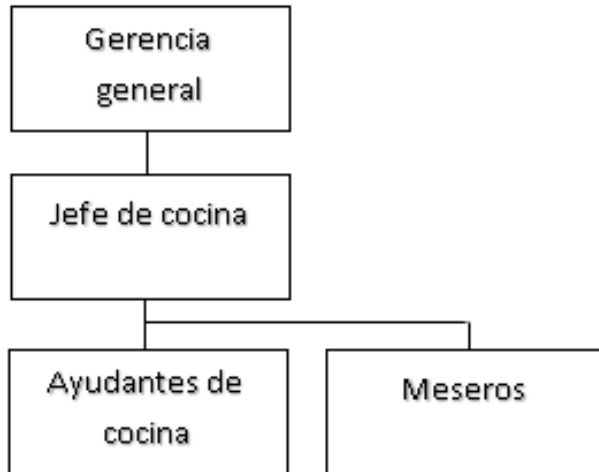 Gerencia
general
Jefe de cocina
Ayudantes de
cocina
Meseros